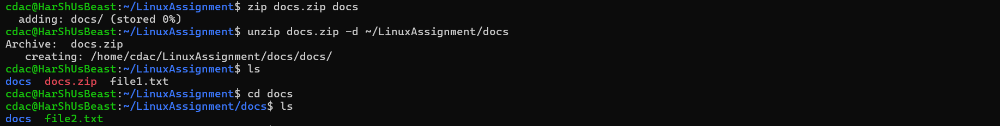 cdac@HarShUsBeast:~/LinuxAssignment$ zip docs.zip docs
  adding: docs/ (stored 0%)
cdac@HarShUsBeast:~/LinuxAssignment$ unzip docs.zip -d ~/LinuxAssignment/docs
Archive:  docs.zip
   creating: /home/cdac/LinuxAssignment/docs/docs/
cdac@HarShUsBeast:~/LinuxAssignment$ ls
docs  docs.zip  file1.txt
cdac@HarShUsBeast:~/LinuxAssignment$ cd docs
cdac@HarShUsBeast:~/LinuxAssignment/docs$ ls
docs  file2.txt